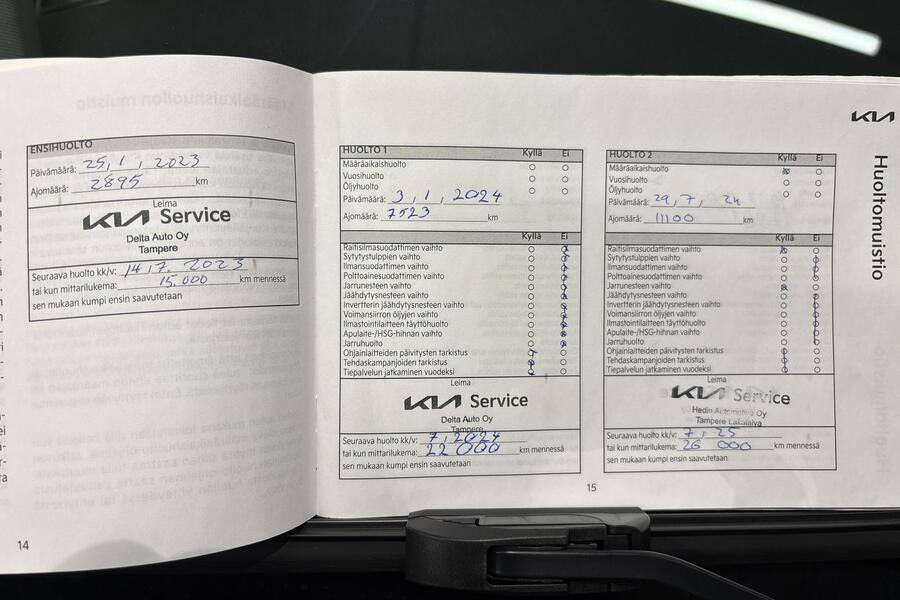 ENSIHUOLTO
Päivämäärä: 25, 1, 2023
Ajomäärä: 2895 km
Leima
KIA Service
Delta Auto Oy
Tampere
Seuraava huolto kk/v: 14 7. 2023
tai kun mittarilukema: 15.000 km mennessä
sen mukaan kumpi ensin saavutetaan
14
HUOLTO 1
Kyllä Ei
Määräaikaishuolto
Vuosihuolto
Öljyhuolto
Päivämäärä: 3, 1, 2024
Ajomäärä: 7523 km
Kyllä Ei
Raitisilmasuodattimen vaihto
Sytytystulppien vaihto
Ilmansuodattimen vaihto
Polttoainesuodattimen vaihto
Jarrunesteen vaihto
Jäähdytysnesteen vaihto
Invertterin jäähdytysnesteen vaihto
Voimansiirron öljyjen vaihto
Ilmastointilaitteen täyttöhuolto
Apulaite-/HSG-hihnan vaihto
Jarruhuolto
Ohjainlaitteiden päivitysten tarkistus
Tehdaskampanjoiden tarkistus
Tiepalvelun jatkaminen vuodeksi
Leima
KIA Service
Delta Auto Oy
Tampere
Seuraava huolto kk/v: 7, 2024
tai kun mittarilukema: 22 000 km mennessä
sen mukaan kumpi ensin saavutetaan
15
HUOLTO 2
Kyllä Ei
Määräaikaishuolto
Vuosihuolto
Öljyhuolto
Päivämäärä: 29, 7, 24
Ajomäärä: 11100 km
Kyllä Ei
Raitisilmasuodattimen vaihto
Sytytystulppien vaihto
Ilmansuodattimen vaihto
Polttoainesuodattimen vaihto
Jarrunesteen vaihto
Jäähdytysnesteen vaihto
Invertterin jäähdytysnesteen vaihto
Voimansiirron öljyjen vaihto
Ilmastointilaitteen täyttöhuolto
Apulaite-/HSG-hihnan vaihto
Jarruhuolto
Ohjainlaitteiden päivitysten tarkistus
Tehdaskampanjoiden tarkistus
Tiepalvelun jatkaminen vuodeksi
Leima
KIA Service
Hedin Automotive Oy
Tampere Lakalaiva
Seuraava huolto kk/v: 7, 25
tai kun mittarilukema: 26 000 km mennessä
sen mukaan kumpi ensin saavutetaan
KIA
Huoltomuistio